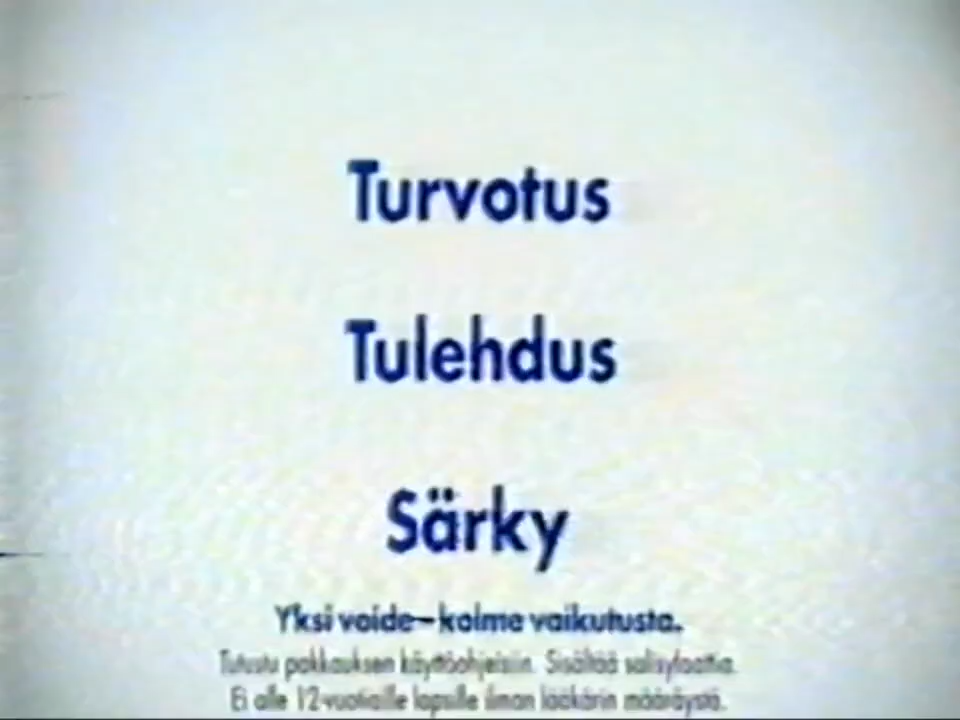 Turvotus
Tulehdus
Särky
Yksi voide–kolme vaikutusta.
Tutustu pakkauksen käyttöohjeisiin. Sisältää salisylaattia.
Ei alle 12-vuotiaille lapsille ilman lääkärin määräystä.